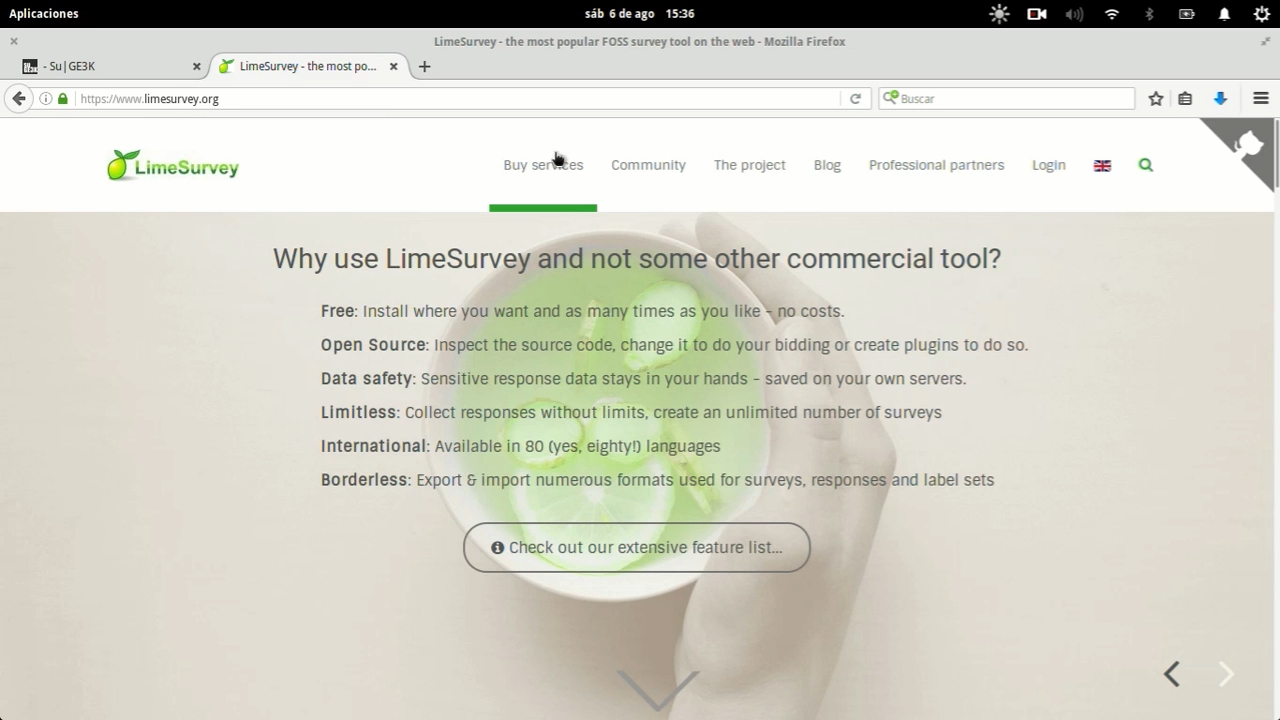 Aplicaciones
sáb 6 de ago 15:36
LimeSurvey - the most popular FOSS survey tool on the web - Mozilla Firefox
- Su|GE3K
LimeSurvey - the most po...
https://www.limesurvey.org
Buscar
LimeSurvey
Buy services
Community
The project
Blog
Professional partners
Login
Why use LimeSurvey and not some other commercial tool?
Free: Install where you want and as many times as you like - no costs.
Open Source: Inspect the source code, change it to do your bidding or create plugins to do so.
Data safety: Sensitive response data stays in your hands - saved on your own servers.
Limitless: Collect responses without limits, create an unlimited number of surveys
International: Available in 80 (yes, eighty!) languages
Borderless: Export & import numerous formats used for surveys, responses and label sets
Check out our extensive feature list...